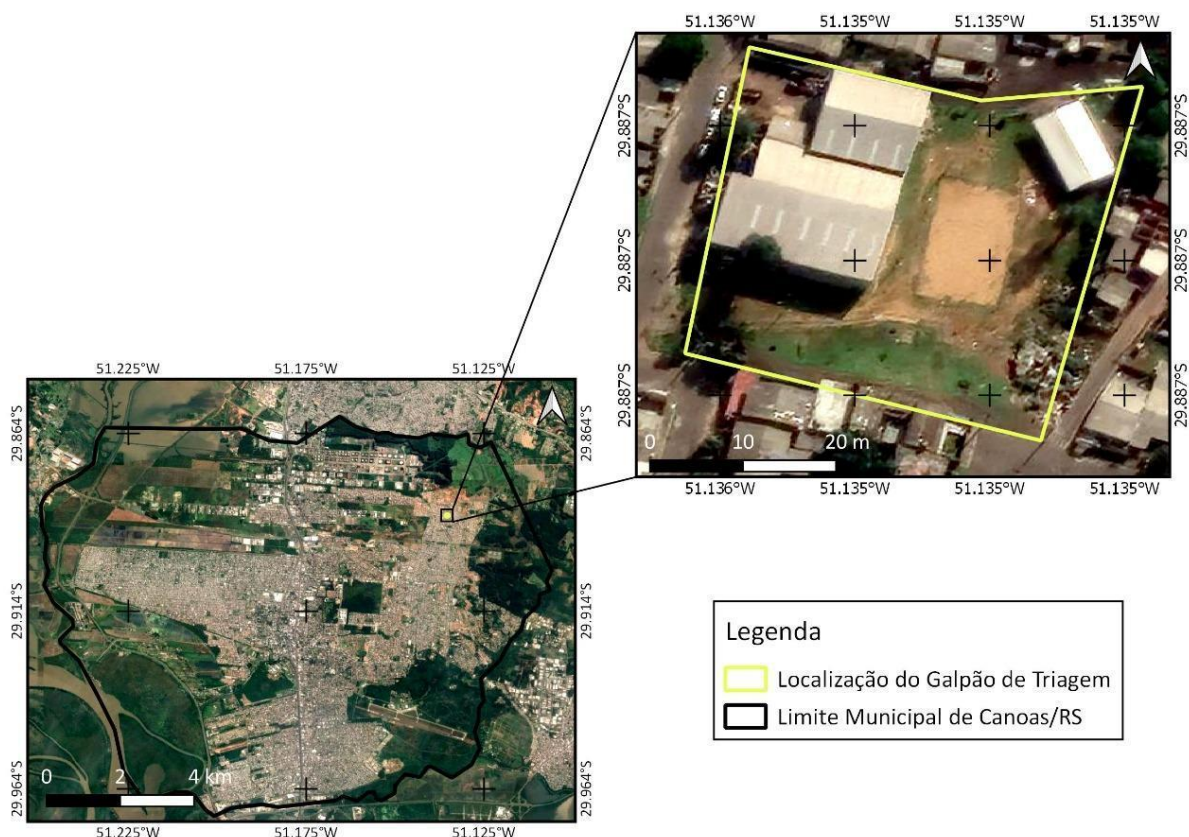 51.136°W 51.135°W 51.135°W 51.135°W
29.887°S 29.887°S
29.887°S 29.887°S
29.887°S 29.887°S
0 10 20 m
51.136°W 51.135°W 51.135°W 51.135°W
51.225°W 51.175°W 51.125°W
29.864°S 29.864°S
29.914°S 29.914°S
29.964°S 29.964°S
0 2 4 km
51.225°W 51.175°W 51.125°W
Legenda
Localização do Galpão de Triagem
Limite Municipal de Canoas/RS